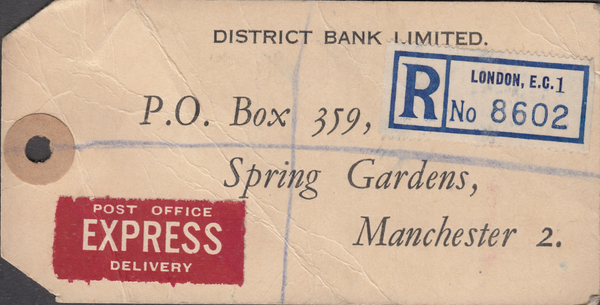 DISTRICT BANK LIMITED.
R
LONDON, E.C.1
No 8602
P.O. Box 359,
Spring Gardens,
Manchester 2.
POST OFFICE
EXPRESS
DELIVERY